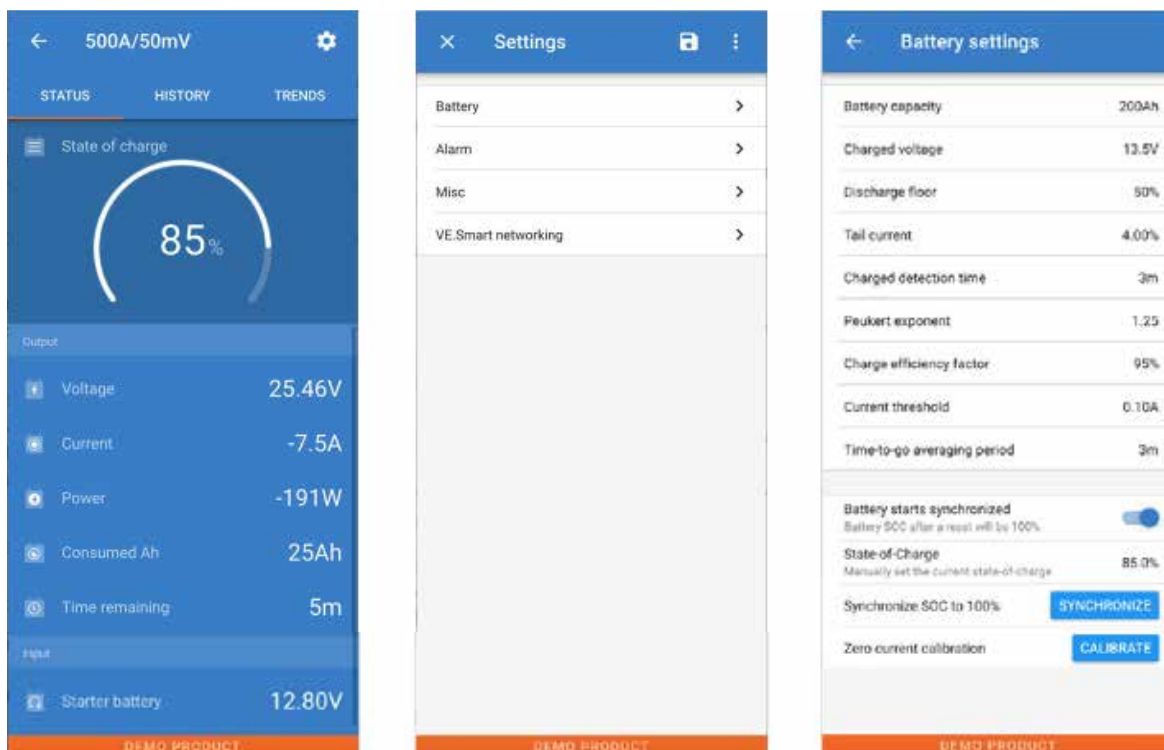 500A/50mV
STATUS HISTORY TRENDS
State of charge
85%
Output
Voltage 25.46V
Current -7.5A
Power -191W
Consumed Ah 25Ah
Time remaining 5m
Input
Starter battery 12.80V
DEMO PRODUCT
Settings
Battery
Alarm
Misc
VE.Smart networking
DEMO PRODUCT
Battery settings
Battery capacity 200Ah
Charged voltage 13.5V
Discharge floor 50%
Tail current 4.00%
Charged detection time 3m
Peukert exponent 1.25
Charge efficiency factor 95%
Current threshold 0.10A
Time-to-go averaging period 3m
Battery starts synchronized
Battery SOC after a reset will be 100%
State-of-Charge 85.0%
Manually set the current state-of-charge
Synchronize SOC to 100% SYNCHRONIZE
Zero current calibration CALIBRATE
DEMO PRODUCT